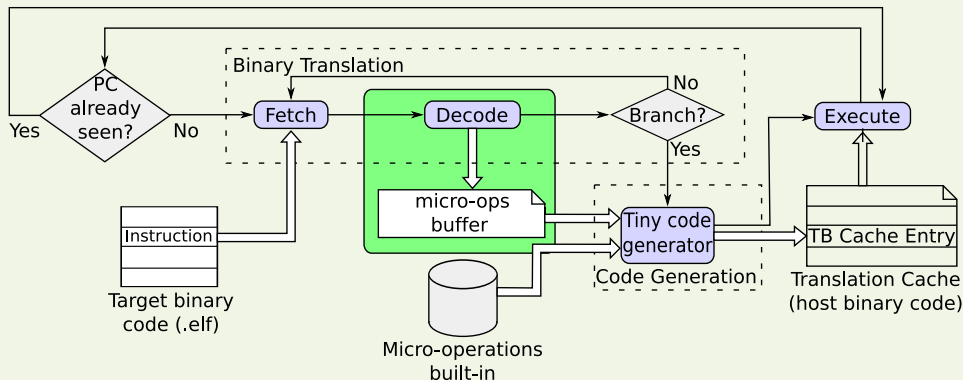 Binary Translation
PC
already
seen?
Yes
No
Fetch
Decode
No
Branch?
Yes
Execute
micro-ops
buffer
Instruction
Tiny code
generator
TB Cache Entry
Code Generation
Target binary
code (.elf)
Translation Cache
(host binary code)
Micro-operations
built-in